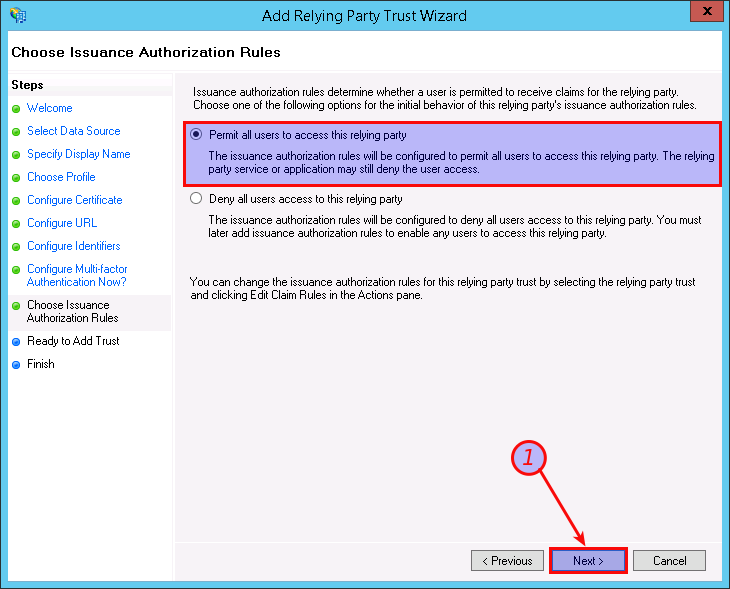 Add Relying Party Trust Wizard
X
Choose Issuance Authorization Rules
Steps
Welcome
Select Data Source
Specify Display Name
Choose Profile
Configure Certificate
Configure URL
Configure Identifiers
Configure Multi-factor
Authentication Now?
Choose Issuance
Authorization Rules
Ready to Add Trust
Finish
Issuance authorization rules determine whether a user is permitted to receive claims for the relying party.
Choose one of the following options for the initial behavior of this relying party's issuance authorization rules.
Permit all users to access this relying party
The issuance authorization rules will be configured to permit all users to access this relying party. The relying
party service or application may still deny the user access.
Deny all users access to this relying party
The issuance authorization rules will be configured to deny all users access to this relying party. You must
later add issuance authorization rules to enable any users to access this relying party.
You can change the issuance authorization rules for this relying party trust by selecting the relying party trust
and clicking Edit Claim Rules in the Actions pane.
1
< Previous
Next >
Cancel